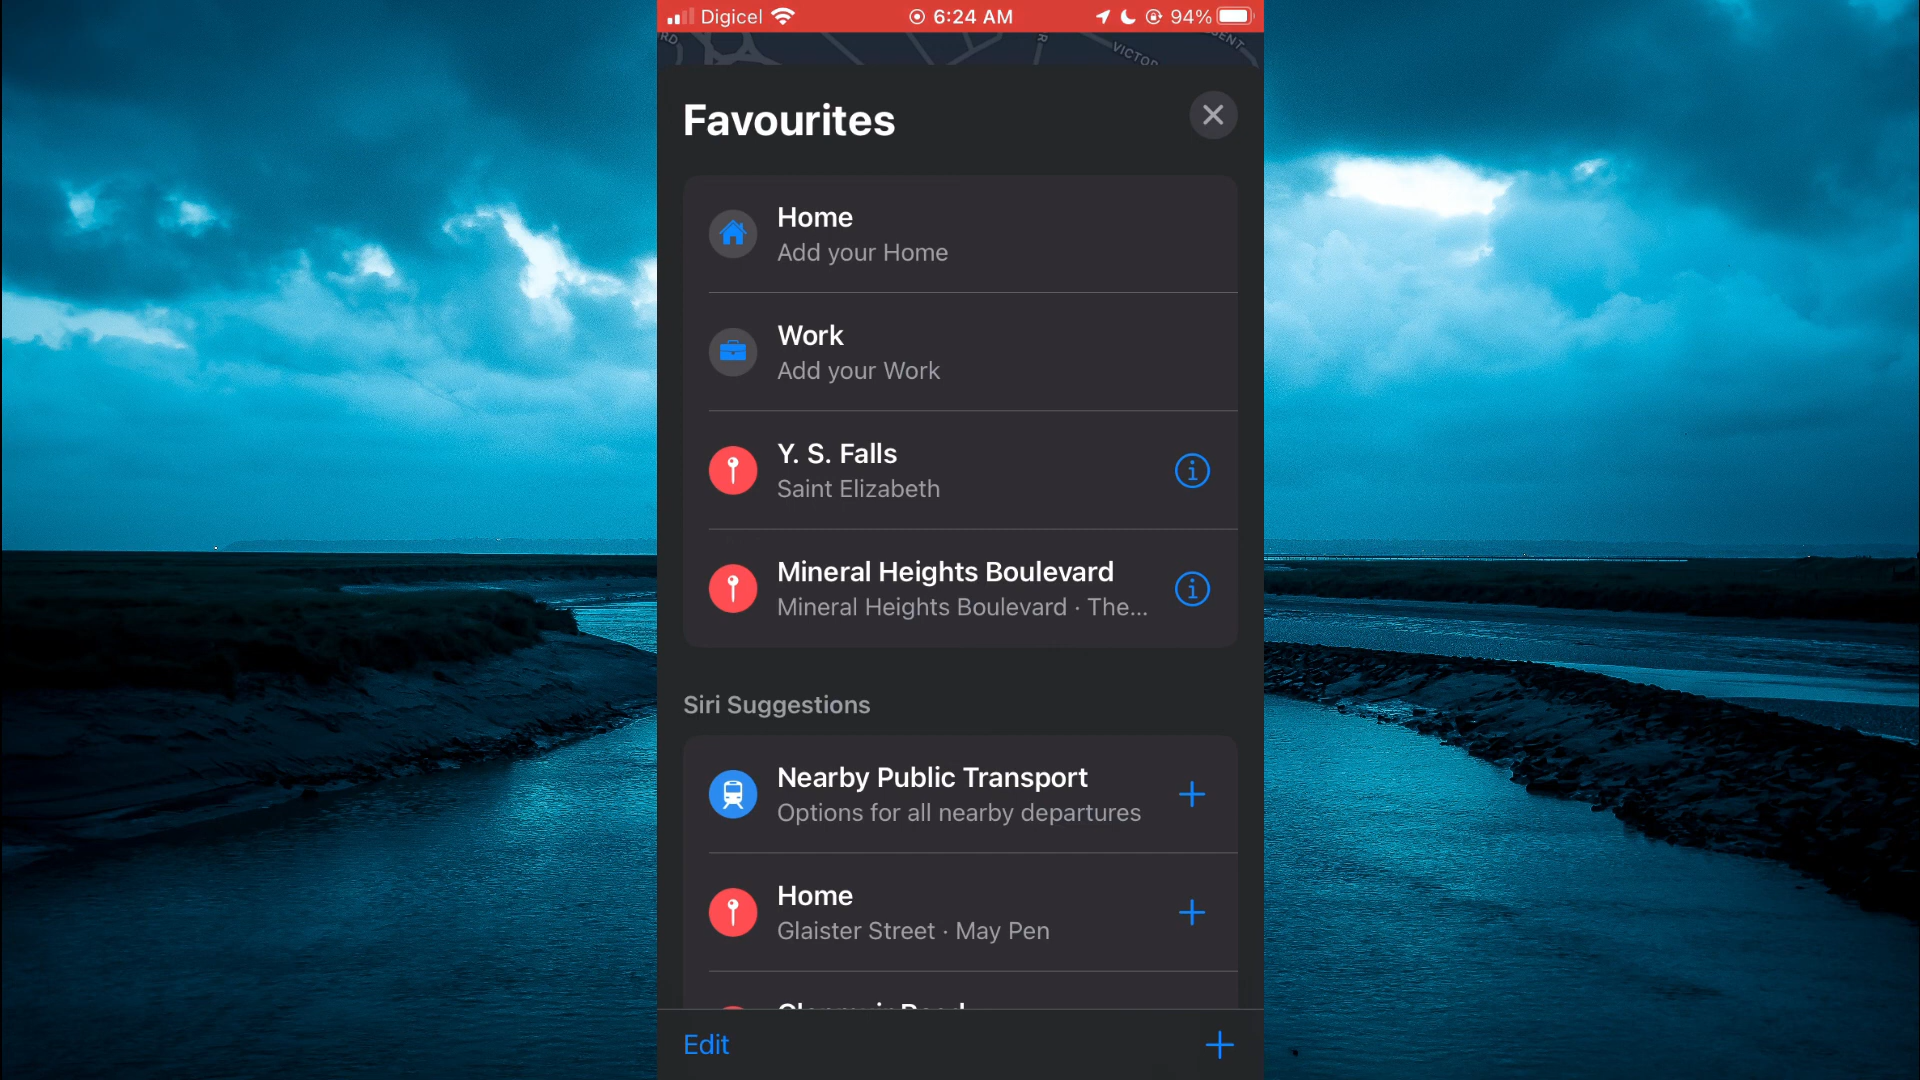 Digicel 6:24 AM 94%
RD
R
VICTOR
Favourites
Home
Add your Home
Work
Add your Work
Y. S. Falls
Saint Elizabeth
Mineral Heights Boulevard
Mineral Heights Boulevard · The...
Siri Suggestions
Nearby Public Transport
Options for all nearby departures
Home
Glaister Street · May Pen
Edit